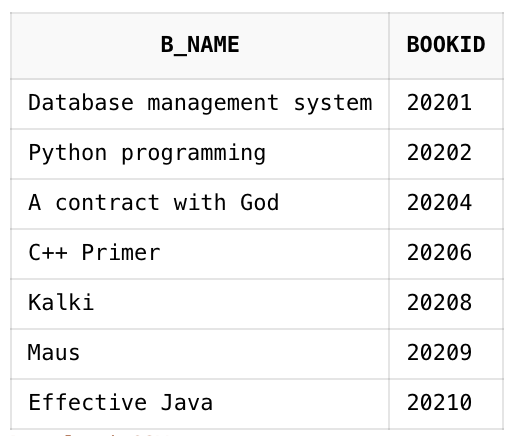 B_NAME BOOKID
Database management system 20201
Python programming 20202
A contract with God 20204
C++ Primer 20206
Kalki 20208
Maus 20209
Effective Java 20210